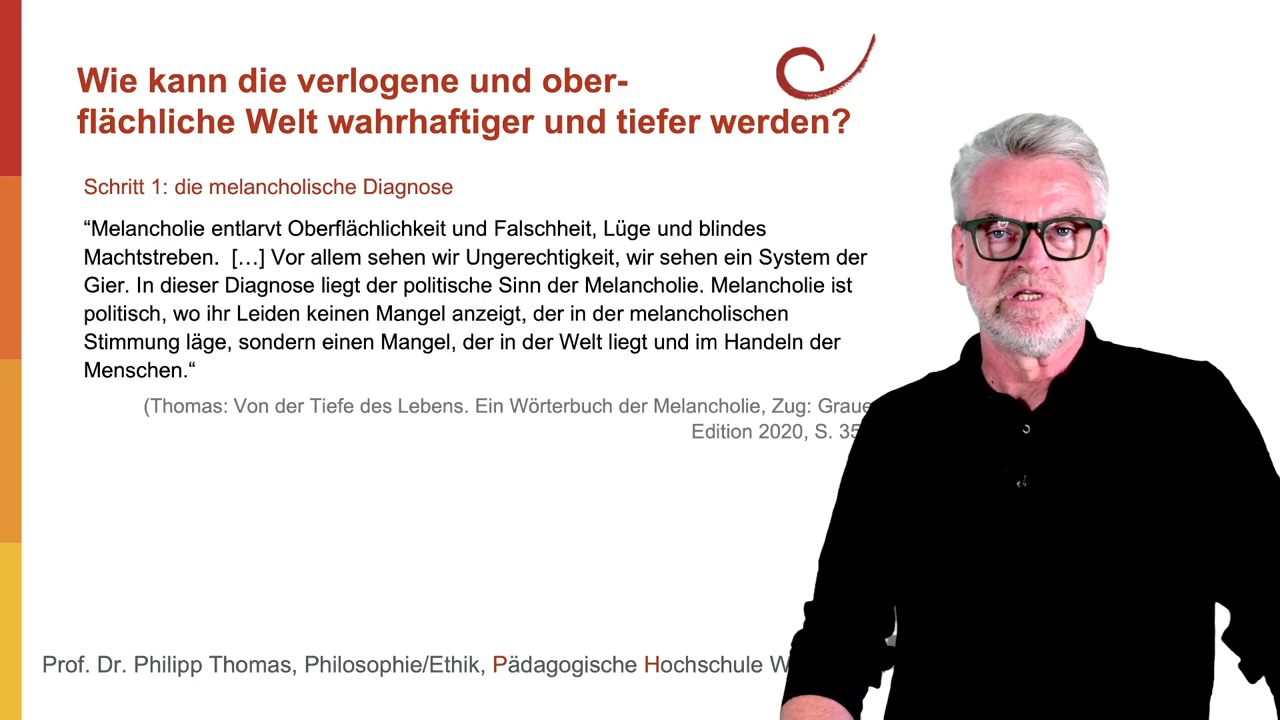 Wie kann die verlogene und ober-
flächliche Welt wahrhaftiger und tiefer werden?
Schritt 1: die melancholische Diagnose
“Melancholie entlarvt Oberflächlichkeit und Falschheit, Lüge und blindes
Machtstreben. […] Vor allem sehen wir Ungerechtigkeit, wir sehen ein System der
Gier. In dieser Diagnose liegt der politische Sinn der Melancholie. Melancholie ist
politisch, wo ihr Leiden keinen Mangel anzeigt, der in der melancholischen
Stimmung läge, sondern einen Mangel, der in der Welt liegt und im Handeln der
Menschen.“
(Thomas: Von der Tiefe des Lebens. Ein Wörterbuch der Melancholie, Zug: Graue
Edition 2020, S.
Prof. Dr. Philipp Thomas, Philosophie/Ethik, Pädagogische Hochschule